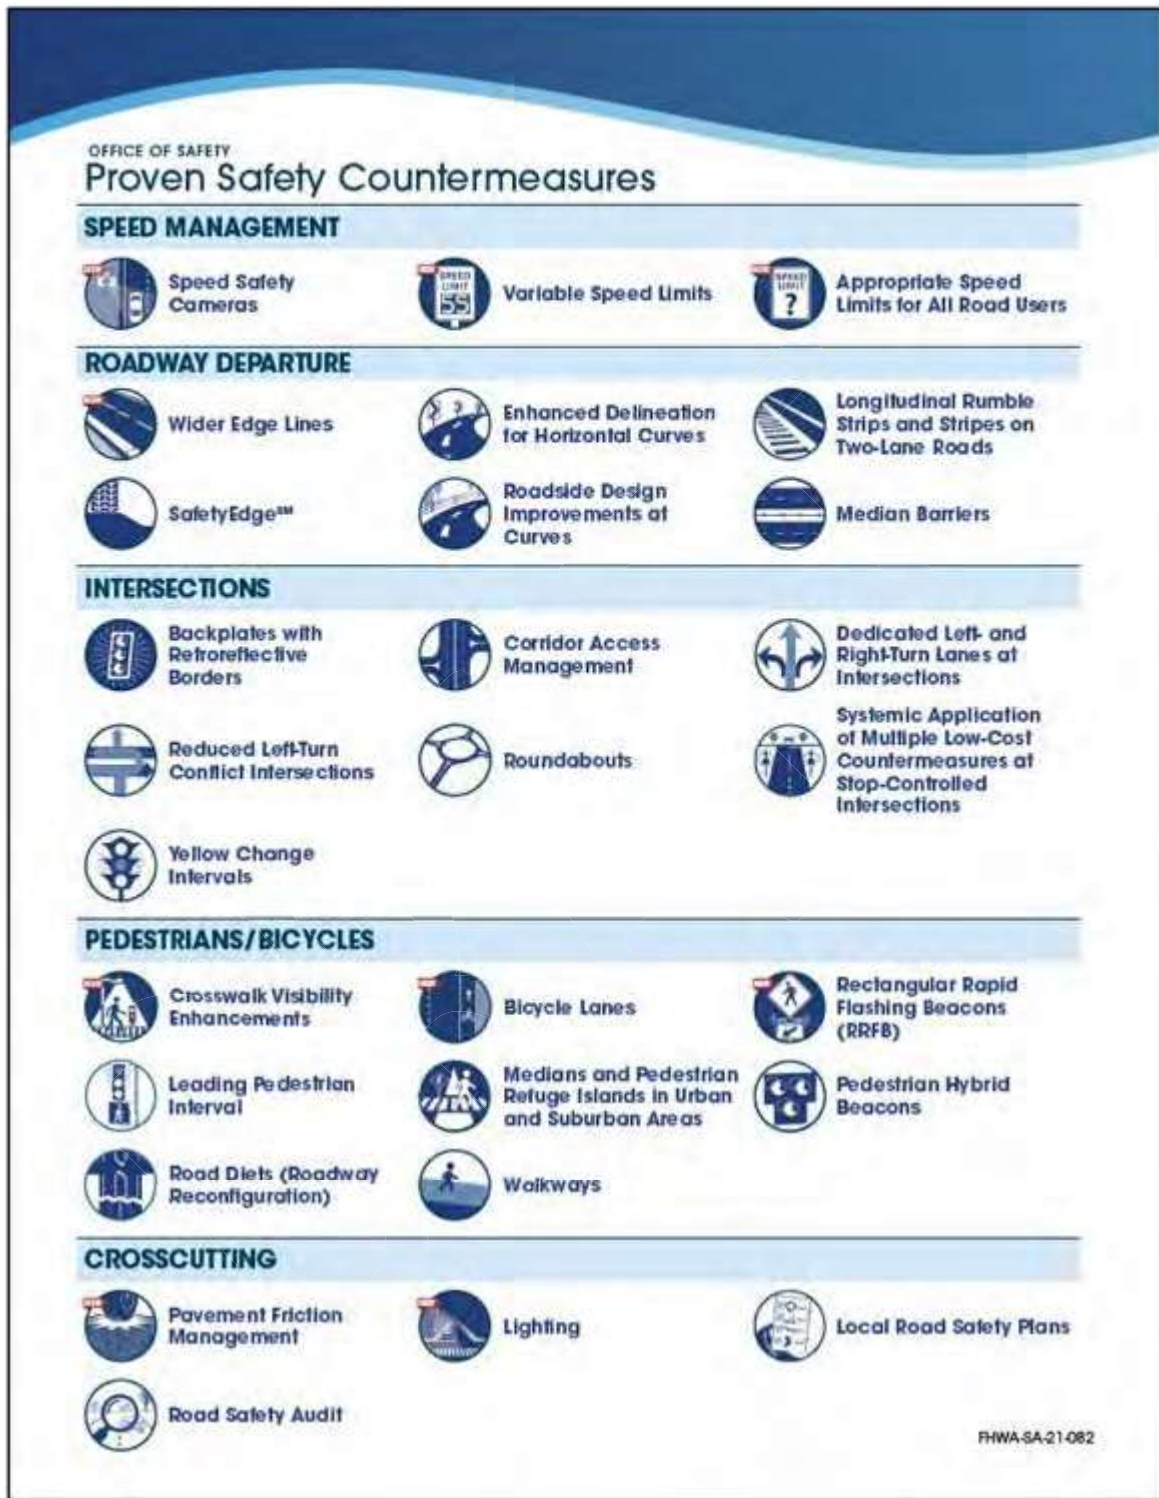 OFFICE OF SAFETY
Proven Safety Countermeasures
SPEED MANAGEMENT
Speed Safety
Cameras
SPEED
LIMIT
55
Variable Speed Limits
SPEED
LIMIT
?
Appropriate Speed
Limits for All Road Users
ROADWAY DEPARTURE
Wider Edge Lines
Enhanced Delineation
for Horizontal Curves
Longitudinal Rumble
Strips and Stripes on
Two-Lane Roads
SafetyEdge℠
Roadside Design
Improvements at
Curves
Median Barriers
INTERSECTIONS
Backplates with
Retroreflective
Borders
Corridor Access
Management
Dedicated Left- and
Right-Turn Lanes at
Intersections
Reduced Left-Turn
Conflict Intersections
Roundabouts
Systemic Application
of Multiple Low-Cost
Countermeasures at
Stop-Controlled
Intersections
Yellow Change
Intervals
PEDESTRIANS/BICYCLES
Crosswalk Visibility
Enhancements
Bicycle Lanes
Rectangular Rapid
Flashing Beacons
(RRFB)
Leading Pedestrian
Interval
Medians and Pedestrian
Refuge Islands in Urban
and Suburban Areas
Pedestrian Hybrid
Beacons
Road Diets (Roadway
Reconfiguration)
Walkways
CROSSCUTTING
Pavement Friction
Management
Lighting
Local Road Safety Plans
Road Safety Audit
FHWA-SA-21-082